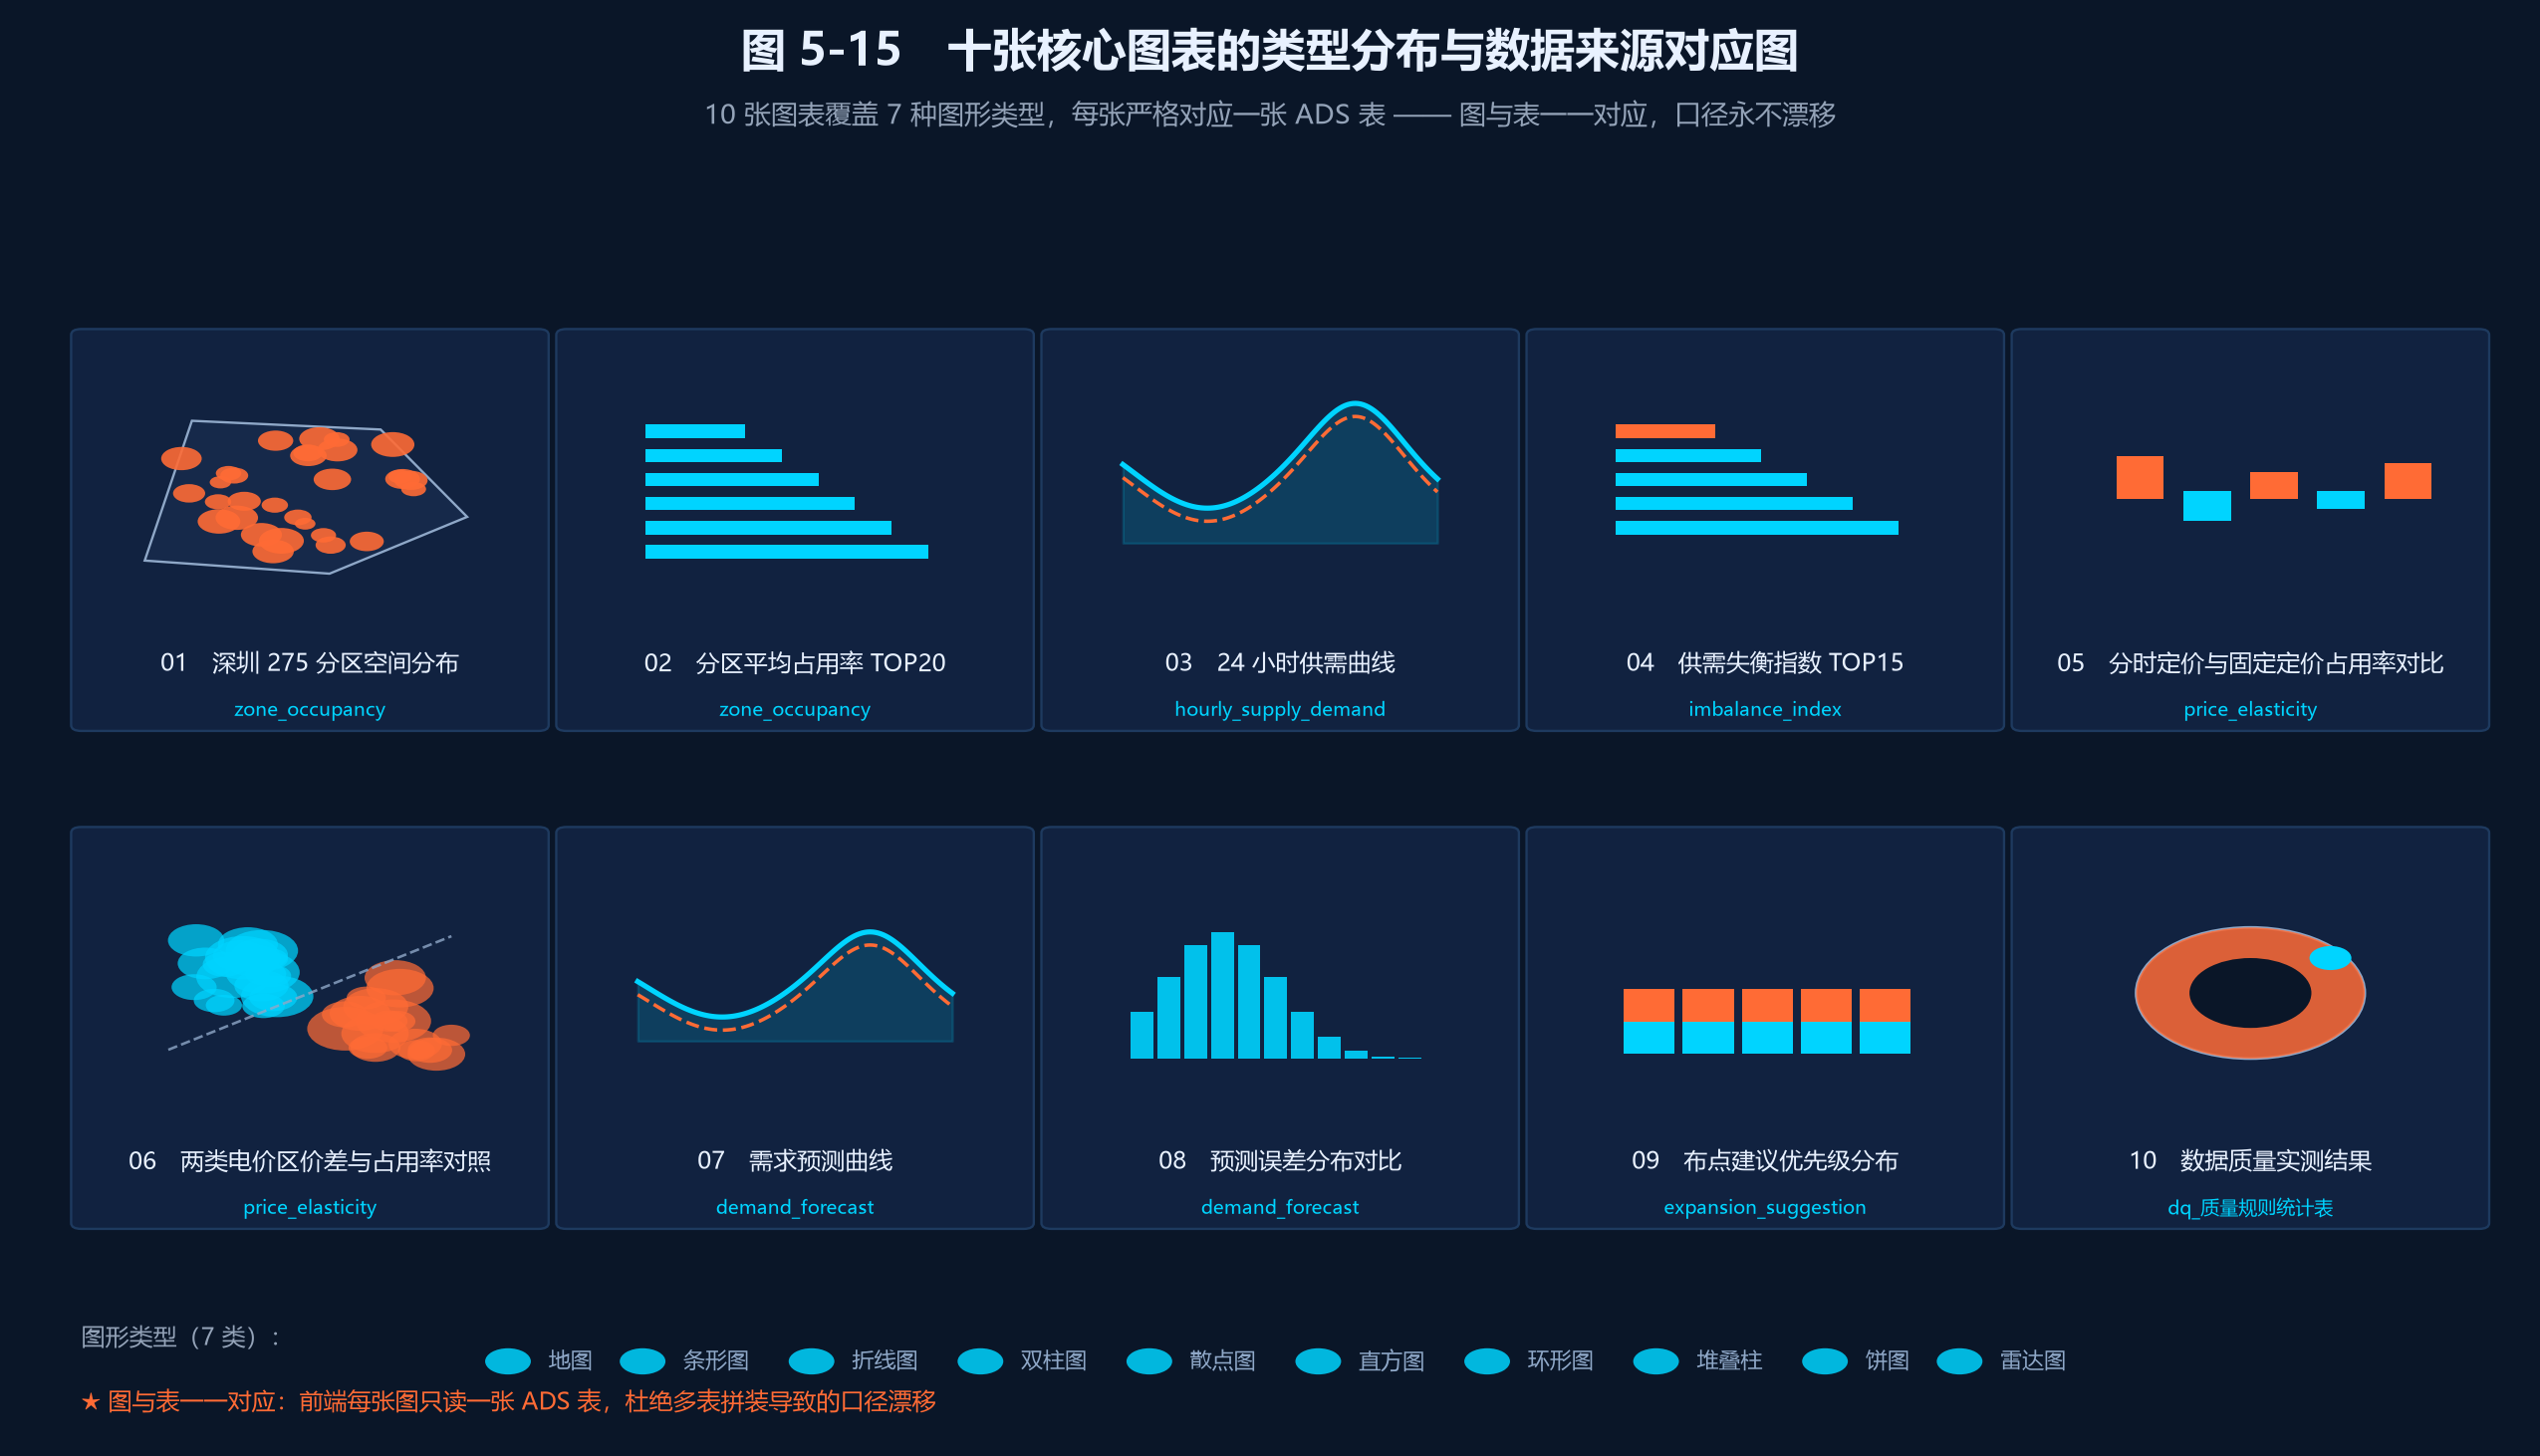 图 5-15 十张核心图表的类型分布与数据来源对应图
10 张图表覆盖 7 种图形类型，每张严格对应一张 ADS 表 —— 图与表一一对应，口径永不漂移
01 深圳 275 分区空间分布
zone_occupancy
02 分区平均占用率 TOP20
zone_occupancy
03 24 小时供需曲线
hourly_supply_demand
04 供需失衡指数 TOP15
imbalance_index
05 分时定价与固定定价占用率对比
price_elasticity
06 两类电价区价差与占用率对照
price_elasticity
07 需求预测曲线
demand_forecast
08 预测误差分布对比
demand_forecast
09 布点建议优先级分布
expansion_suggestion
10 数据质量实测结果
dq_质量规则统计表
图形类型（7 类）：
地图 条形图 折线图 双柱图 散点图 直方图 环形图 堆叠柱 饼图 雷达图
★ 图与表一一对应：前端每张图只读一张 ADS 表，杜绝多表拼装导致的口径漂移